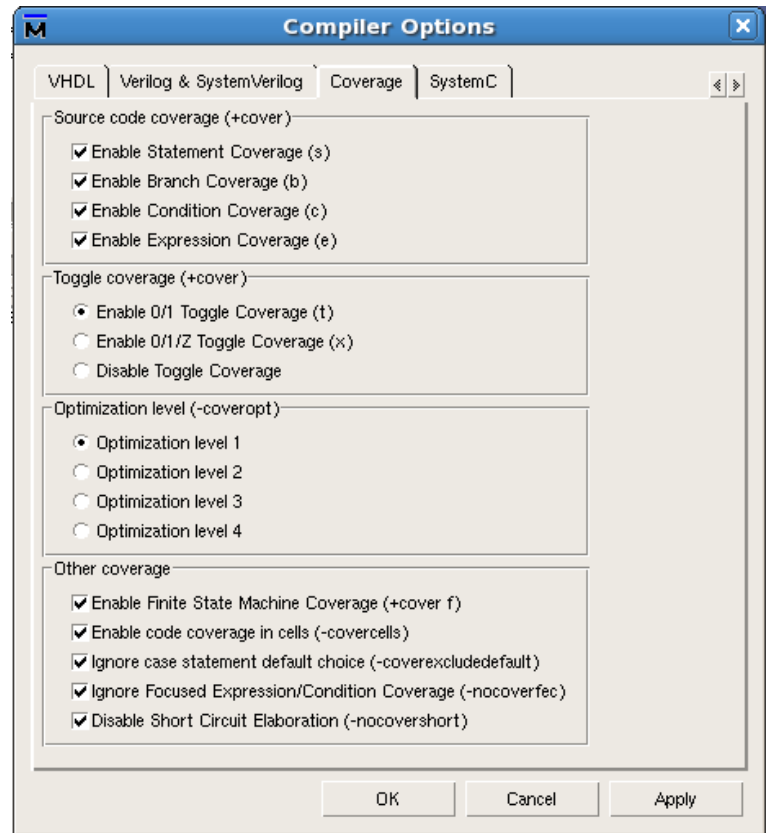 Compiler Options
VHDL
Verilog & SystemVerilog
Coverage
SystemC
Source code coverage (+cover)
Enable Statement Coverage (s)
Enable Branch Coverage (b)
Enable Condition Coverage (c)
Enable Expression Coverage (e)
Toggle coverage (+cover)
Enable 0/1 Toggle Coverage (t)
Enable 0/1/Z Toggle Coverage (x)
Disable Toggle Coverage
Optimization level (-coveropt)
Optimization level 1
Optimization level 2
Optimization level 3
Optimization level 4
Other coverage
Enable Finite State Machine Coverage (+cover f)
Enable code coverage in cells (-covercells)
Ignore case statement default choice (-coverexcludedefault)
Ignore Focused Expression/Condition Coverage (-nocoverfec)
Disable Short Circuit Elaboration (-nocovershort)
OK
Cancel
Apply